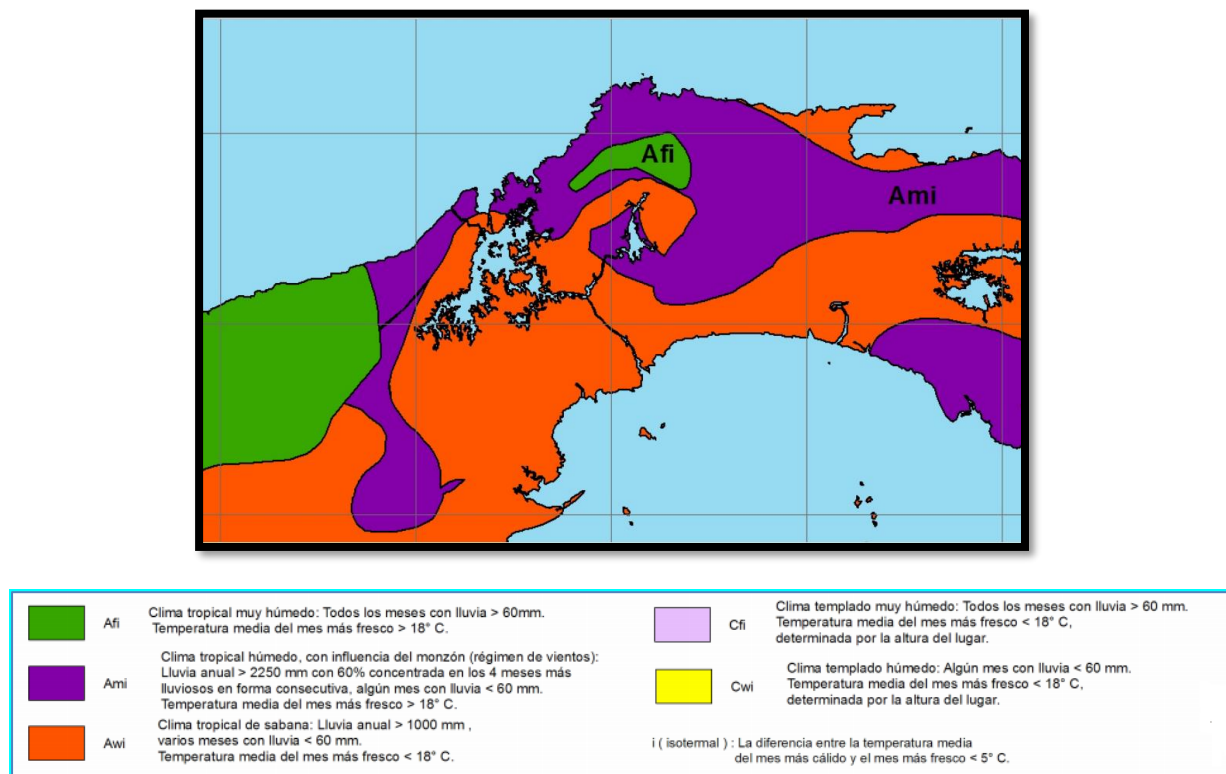 Afi
Ami
Afi
Clima tropical muy húmedo: Todos los meses con lluvia > 60mm.
Temperatura media del mes más fresco > 18° C.
Ami
Clima tropical húmedo, con influencia del monzón (régimen de vientos):
Lluvia anual > 2250 mm con 60% concentrada en los 4 meses más
lluviosos en forma consecutiva, algún mes con lluvia < 60 mm.
Temperatura media del mes más fresco > 18° C.
Awi
Clima tropical de sabana: Lluvia anual > 1000 mm ,
varios meses con lluvia < 60 mm.
Temperatura media del mes más fresco < 18° C.
Cfi
Clima templado muy húmedo: Todos los meses con lluvia > 60 mm.
Temperatura media del mes más fresco < 18° C,
determinada por la altura del lugar.
Cwi
Clima templado húmedo: Algún mes con lluvia < 60 mm.
Temperatura media del mes más fresco < 18° C,
determinada por la altura del lugar.
i ( isotermal ) : La diferencia entre la temperatura media
del mes más cálido y el mes más fresco < 5° C.